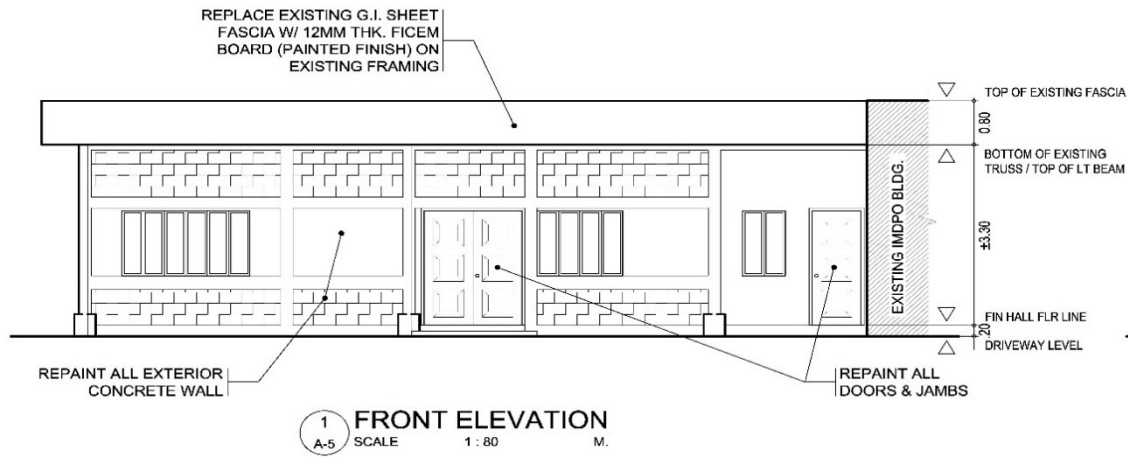 REPLACE EXISTING G.I. SHEET
FASCIA W/ 12MM THK. FICEM
BOARD (PAINTED FINISH) ON
EXISTING FRAMING
TOP OF EXISTING FASCIA
0.80
BOTTOM OF EXISTING
TRUSS / TOP OF LT BEAM
EXISTING IMDPO BLDG.
±3.30
FIN HALL FLR LINE
.20
DRIVEWAY LEVEL
REPAINT ALL EXTERIOR
CONCRETE WALL
REPAINT ALL
DOORS & JAMBS
1
A-5
FRONT ELEVATION
SCALE 1 : 80 M.